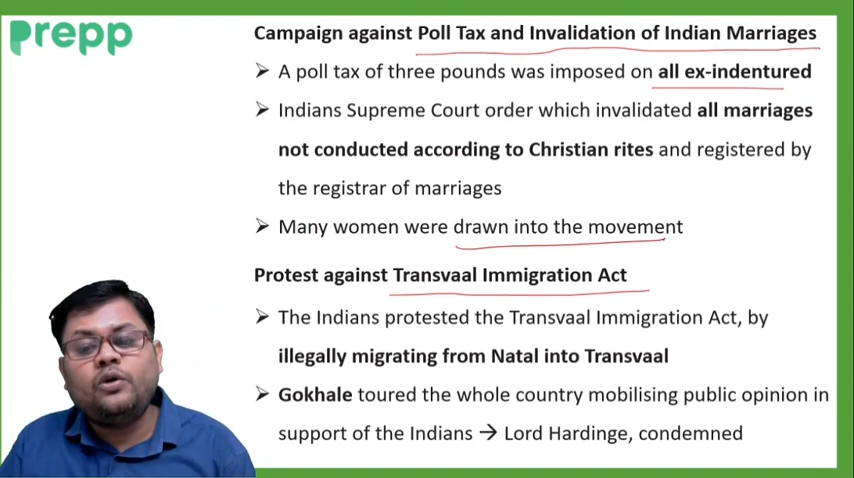 Prepp
Campaign against Poll Tax and Invalidation of Indian Marriages
➤ A poll tax of three pounds was imposed on all ex-indentured
➤ Indians Supreme Court order which invalidated all marriages
not conducted according to Christian rites and registered by
the registrar of marriages
➤ Many women were drawn into the movement
Protest against Transvaal Immigration Act
➤ The Indians protested the Transvaal Immigration Act, by
illegally migrating from Natal into Transvaal
➤ Gokhale toured the whole country mobilising public opinion in
support of the Indians → Lord Hardinge, condemned